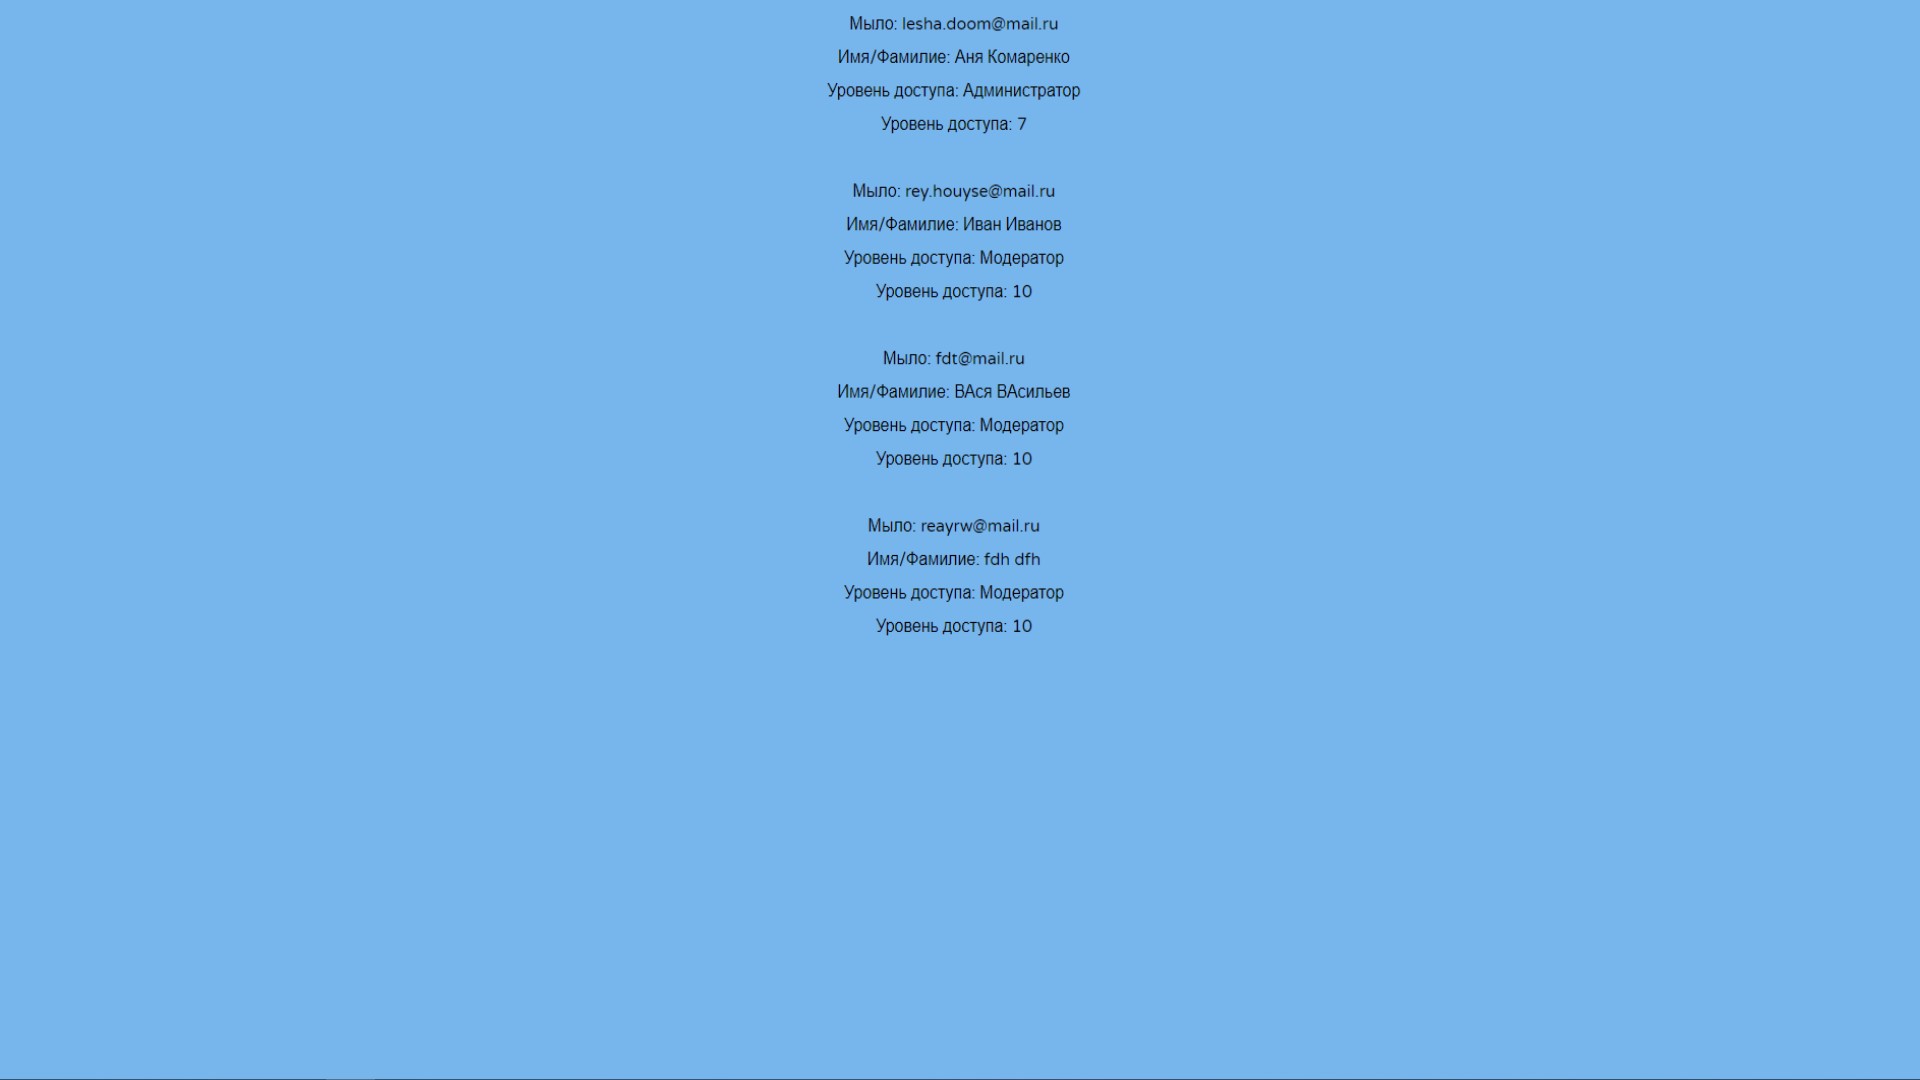 Мыло: lesha.doom@mail.ru
Имя/Фамилие: Аня Комаренко
Уровень доступа: Администратор
Уровень доступа: 7
Мыло: rey.houyse@mail.ru
Имя/Фамилие: Иван Иванов
Уровень доступа: Модератор
Уровень доступа: 10
Мыло: fdt@mail.ru
Имя/Фамилие: ВАся ВАсильев
Уровень доступа: Модератор
Уровень доступа: 10
Мыло: reayrw@mail.ru
Имя/Фамилие: fdh dfh
Уровень доступа: Модератор
Уровень доступа: 10